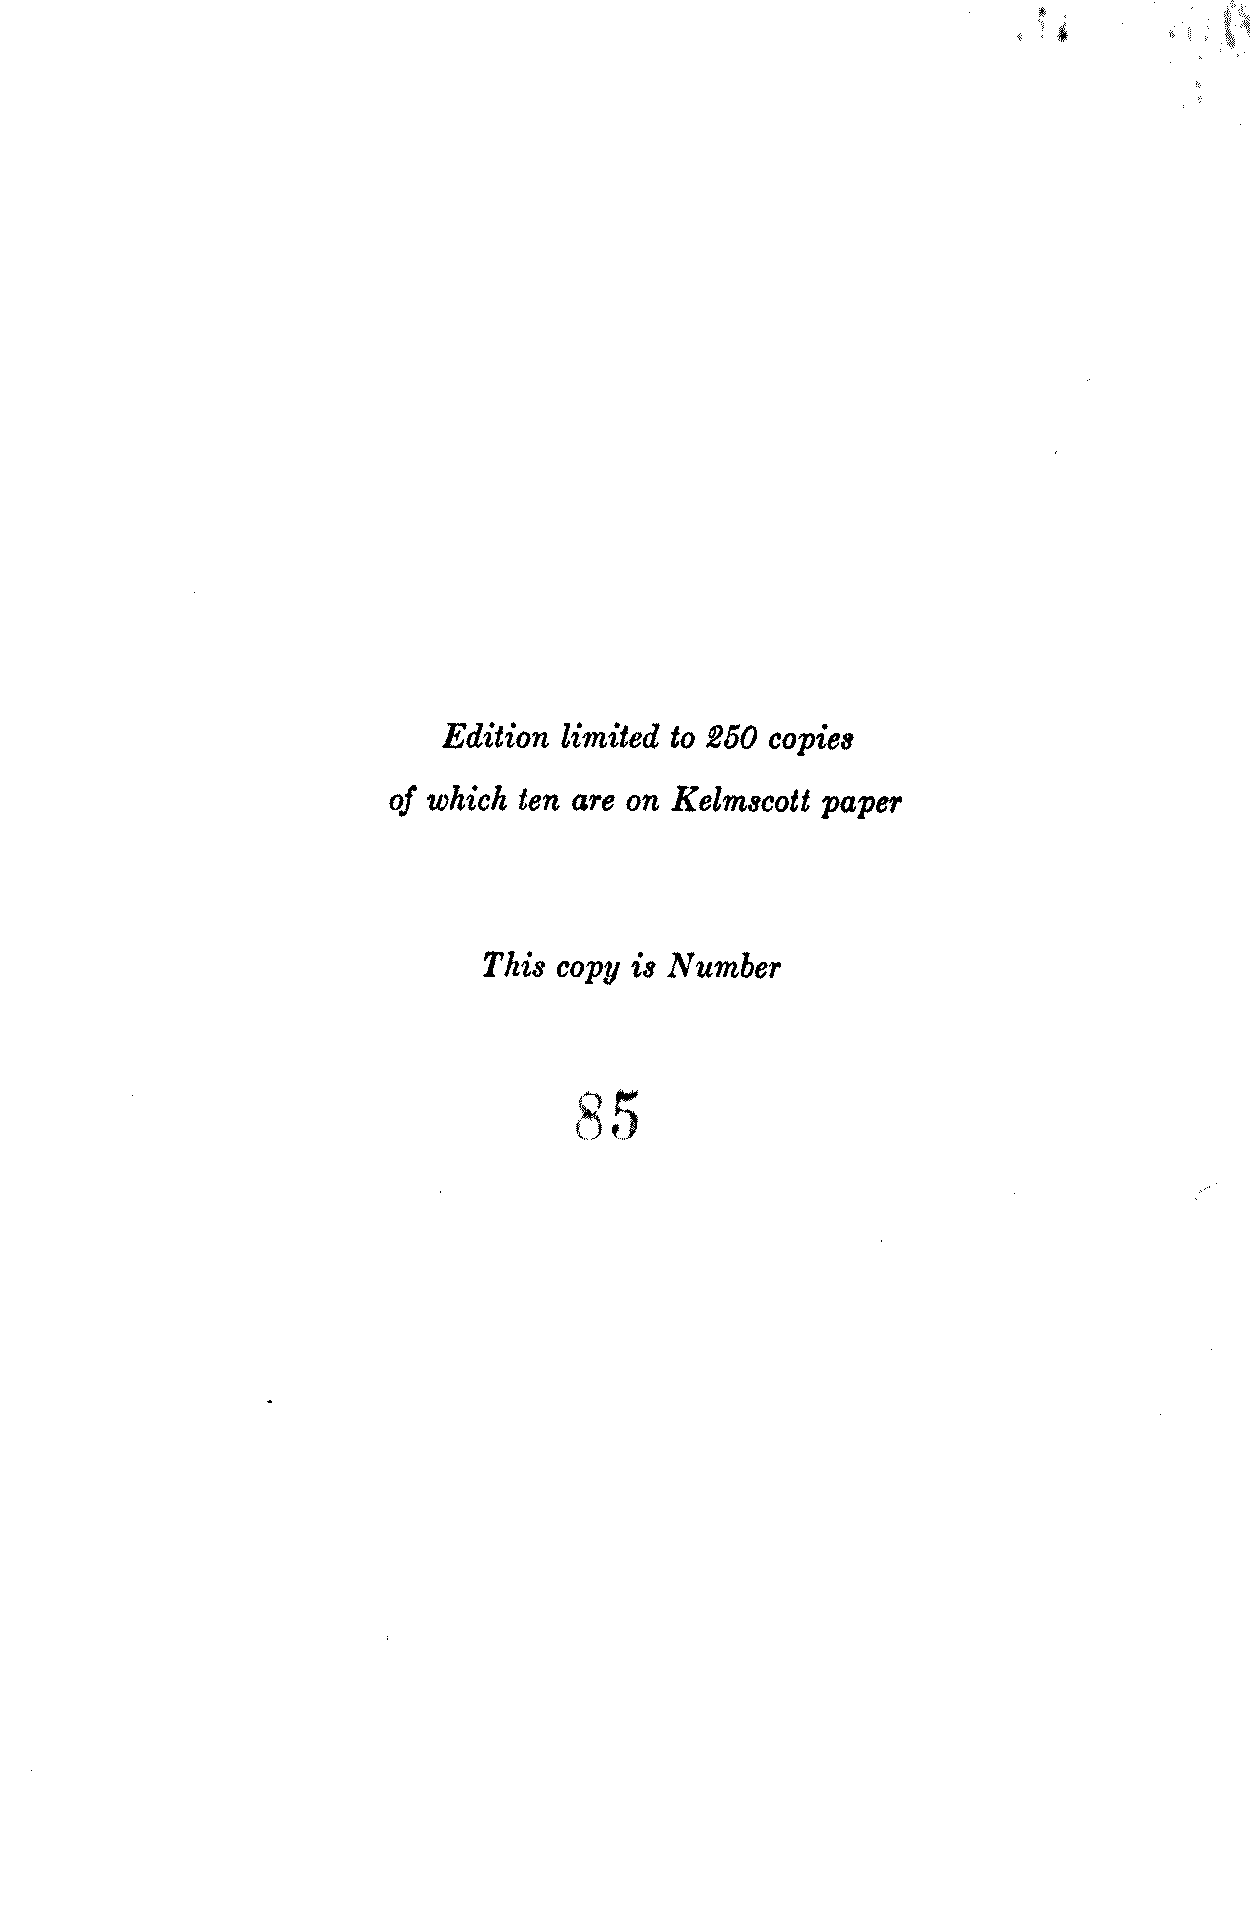 Edition limited to 250 copies
of which ten are on Kelmscott paper
This copy is Number
85